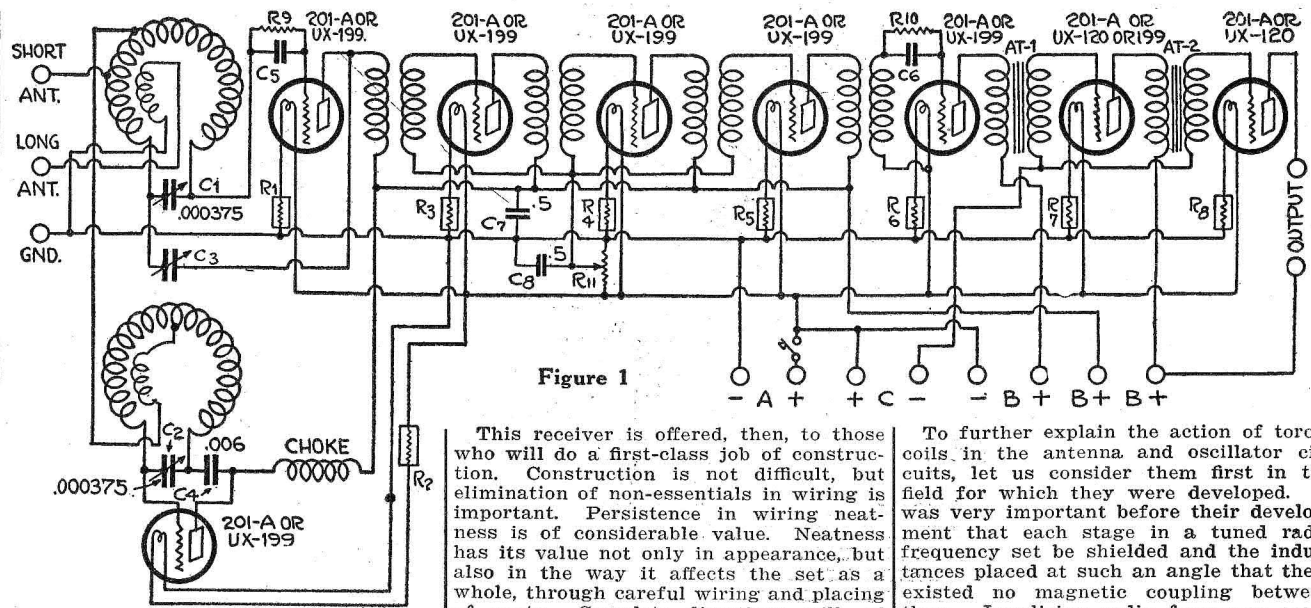 R9
201-A OR
UX-199.
201-A OR
UX-199
201-A OR
UX-199
201-A OR
UX-199
R10
201-A OR
UX-199
201-A OR
UX-120 OR 199
201-A OR
UX-120
AT-1
AT-2
SHORT
ANT.
C5
C6
LONG
ANT.
C1
.000375
R1
R3
C7
.5
R4
R5
R6
R7
R8
OUTPUT
GND.
C3
C8
.5
R11
Figure 1
- A + + C - - B + B+ B+
C2
.006
CHOKE
.000375
C4
R2
201-A OR
UX-199
This receiver is offered, then, to those
who will do a first-class job of construc-
tion. Construction is not difficult, but
elimination of non-essentials in wiring is
important. Persistence in wiring neat-
ness is of considerable value. Neatness
has its value not only in appearance, but
also in the way it affects the set as a
whole, through careful wiring and placing
To further explain the action of toro
coils in the antenna and oscillator ci
cuits, let us consider them first in t
field for which they were developed.
was very important before their develo
ment that each stage in a tuned rad
frequency set be shielded and the indu
tances placed at such an angle that the
existed no magnetic coupling betwe